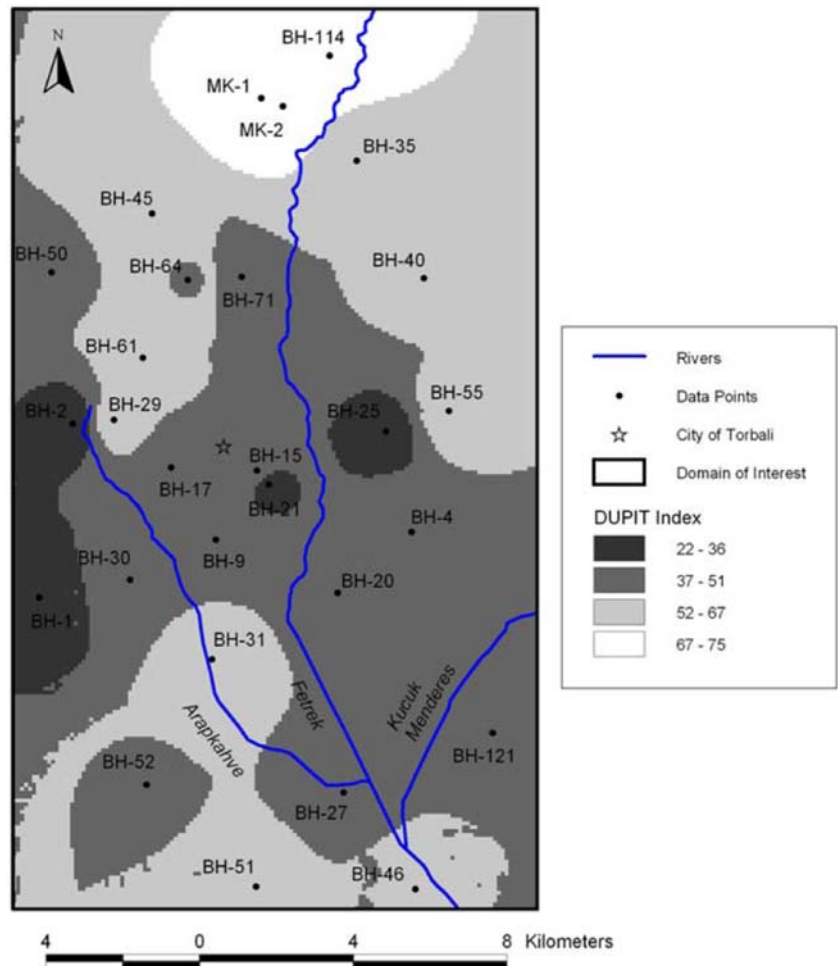 N
BH-114
MK-1
MK-2
BH-35
BH-45
BH-50
BH-64
BH-71
BH-40
BH-61
BH-2
BH-29
BH-25
BH-55
BH-15
BH-17
BH-21
BH-4
BH-9
BH-30
BH-20
BH-1
BH-31
Fetrek
Kucuk
Menderes
Arapkahve
BH-121
BH-52
BH-27
BH-51
BH-46
Rivers
Data Points
City of Torbali
Domain of Interest
DUPIT Index
22 - 36
37 - 51
52 - 67
67 - 75
4 0 4 8 Kilometers